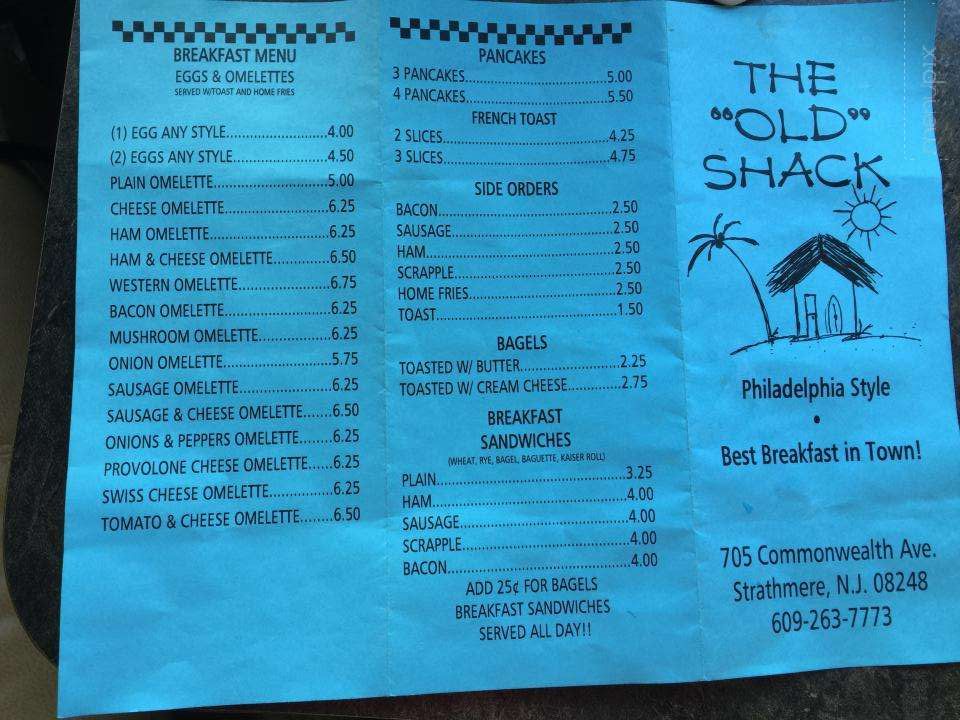 BREAKFAST MENU
EGGS & OMELETTES
SERVED W/TOAST AND HOME FRIES
(1) EGG ANY STYLE.........................4.00
(2) EGGS ANY STYLE.......................4.50
PLAIN OMELETTE...........................5.00
CHEESE OMELETTE........................6.25
HAM OMELETTE...........................6.25
HAM & CHEESE OMELETTE............6.50
WESTERN OMELETTE....................6.75
BACON OMELETTE.......................6.25
MUSHROOM OMELETTE................6.25
ONION OMELETTE.......................5.75
SAUSAGE OMELETTE....................6.25
SAUSAGE & CHEESE OMELETTE.......6.50
ONIONS & PEPPERS OMELETTE.......6.25
PROVOLONE CHEESE OMELETTE......6.25
SWISS CHEESE OMELETTE..............6.25
TOMATO & CHEESE OMELETTE........6.50
PANCAKES
3 PANCAKES..................................5.00
4 PANCAKES..................................5.50
FRENCH TOAST
2 SLICES.......................................4.25
3 SLICES.......................................4.75
SIDE ORDERS
BACON.........................................2.50
SAUSAGE......................................2.50
HAM............................................2.50
SCRAPPLE.....................................2.50
HOME FRIES..................................2.50
TOAST..........................................1.50
BAGELS
TOASTED W/ BUTTER.....................2.25
TOASTED W/ CREAM CHEESE............2.75
BREAKFAST
SANDWICHES
(WHEAT, RYE, BAGEL, BAGUETTE, KAISER ROLL)
PLAIN...........................................3.25
HAM............................................4.00
SAUSAGE......................................4.00
SCRAPPLE.....................................4.00
BACON.........................................4.00
ADD 25¢ FOR BAGELS
BREAKFAST SANDWICHES
SERVED ALL DAY!!
THE
"OLD"
SHACK
Philadelphia Style
•
Best Breakfast in Town!
705 Commonwealth Ave.
Strathmere, N.J. 08248
609-263-7773